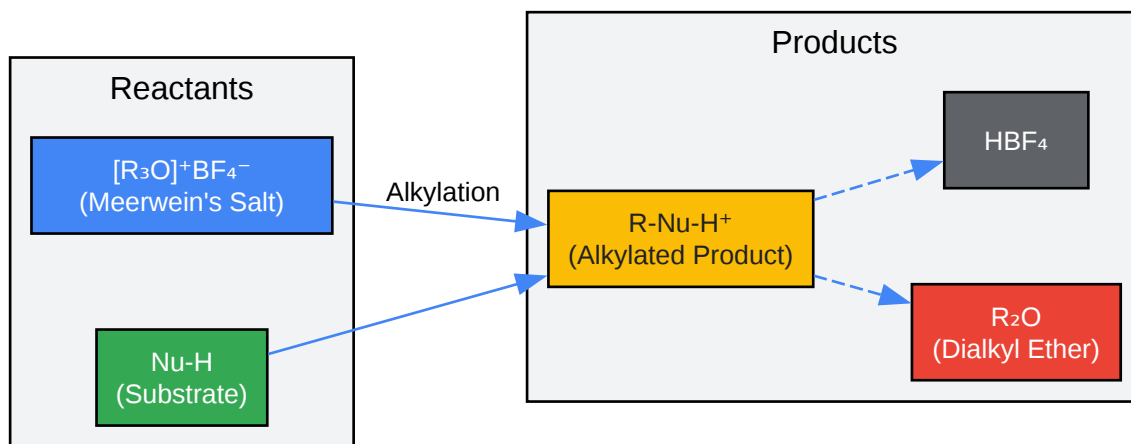 Reactants
[R₃O]⁺BF₄⁻
(Meerwein's Salt)
Nu-H
(Substrate)
Alkylation
Products
R-Nu-H⁺
(Alkylated Product)
HBF₄
R₂O
(Dialkyl Ether)